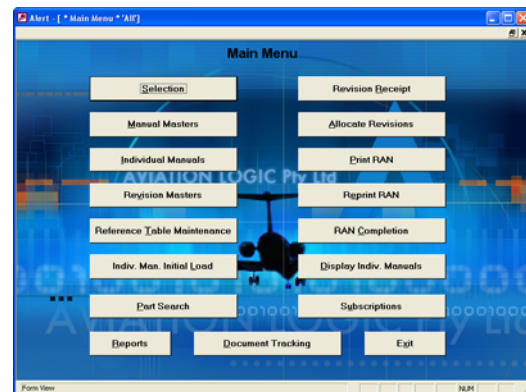 Alert - [ * Main Menu * 'All']
Main Menu
Selection
Revision Receipt
Manual Masters
Allocate Revisions
Individual Manuals
Print RAN
AVIATION LOGIC Pty Ltd
Revision Masters
Reprint RAN
Reference Table Maintenance
RAN Completion
Indiv. Man. Initial Load
Display Indiv. Manuals
Part Search
Subscriptions
Reports
Document Tracking
Exit
Form View
NUM